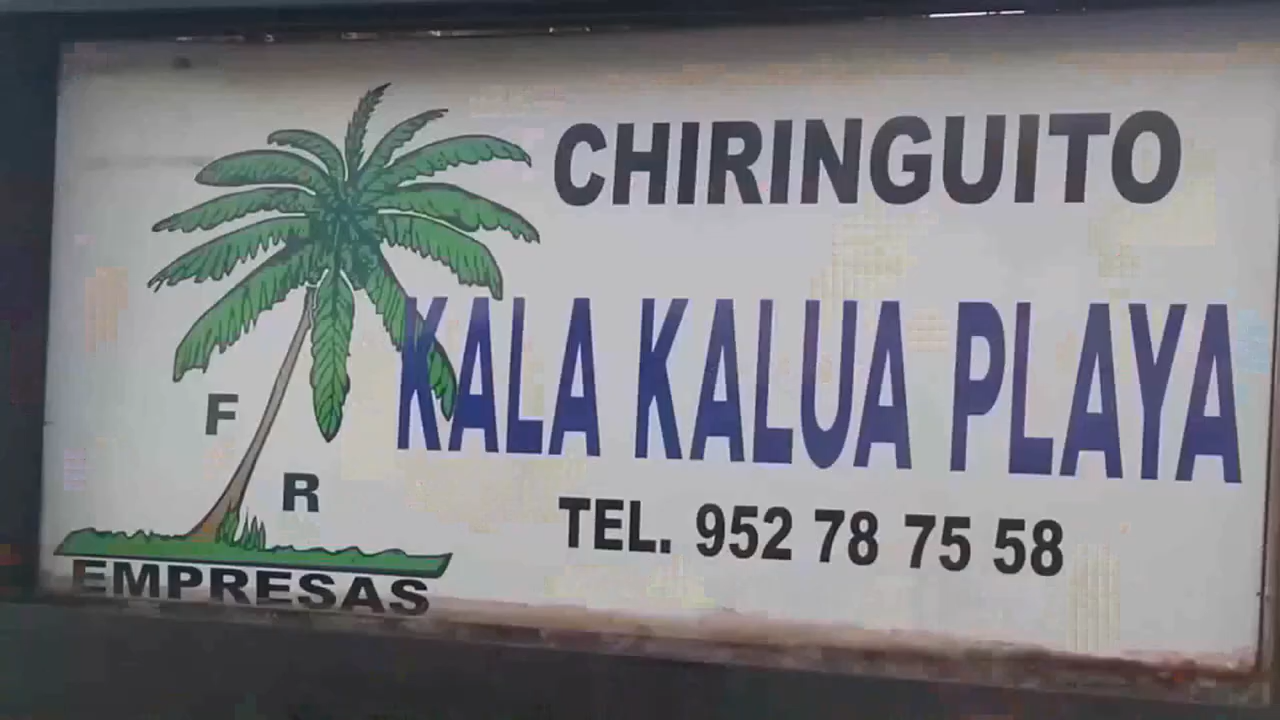 CHIRINGUITO
KALA KALUA PLAYA
TEL. 952 78 75 58
F
R
EMPRESAS